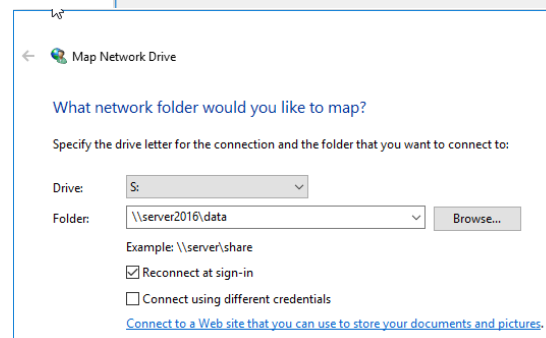 Map Network Drive
What network folder would you like to map?
Specify the drive letter for the connection and the folder that you want to connect to:
Drive: S:
Folder: \\server2016\data Browse...
Example: \\server\share
Reconnect at sign-in
Connect using different credentials
Connect to a Web site that you can use to store your documents and pictures.